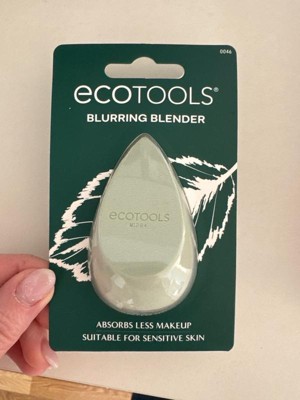 0046
ecoTOOLS®
BLURRING BLENDER
ecoTOOLS
ABSORBS LESS MAKEUP
SUITABLE FOR SENSITIVE SKIN